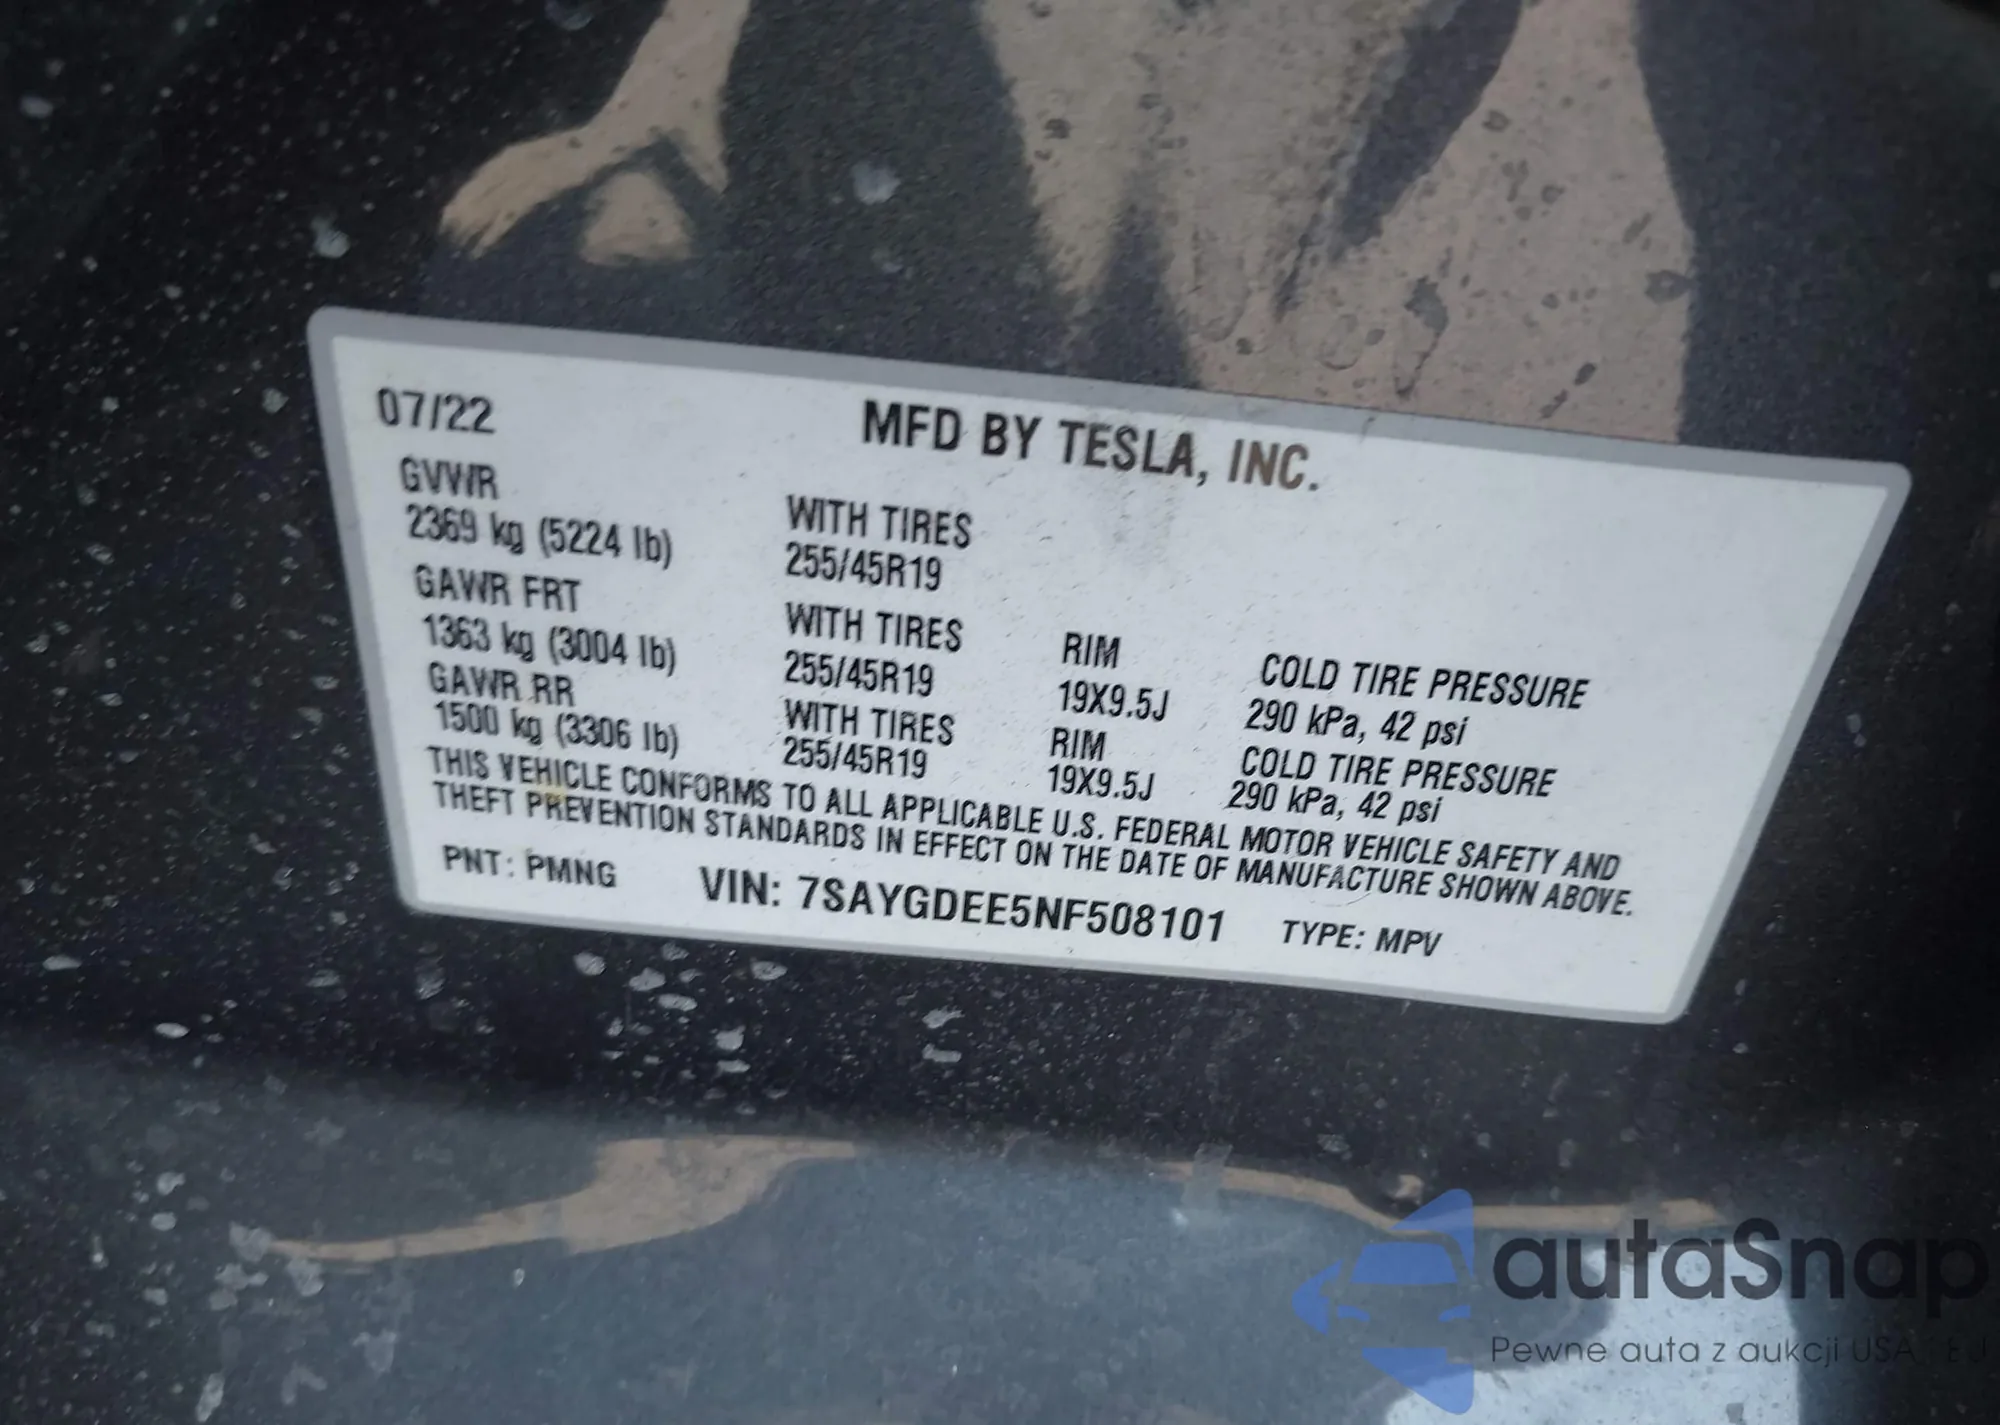 07/22
MFD BY TESLA, INC.
GVWR
2369 kg (5224 lb)
WITH TIRES
255/45R19
GAWR FRT
1363 kg (3004 lb)
WITH TIRES
255/45R19
RIM
19X9.5J
COLD TIRE PRESSURE
290 kPa, 42 psi
GAWR RR
1500 kg (3306 lb)
WITH TIRES
255/45R19
RIM
19X9.5J
COLD TIRE PRESSURE
290 kPa, 42 psi
THIS VEHICLE CONFORMS TO ALL APPLICABLE U.S. FEDERAL MOTOR VEHICLE SAFETY AND
THEFT PREVENTION STANDARDS IN EFFECT ON THE DATE OF MANUFACTURE SHOWN ABOVE.
PNT: PMNG VIN: 7SAYGDEE5NF508101 TYPE: MPV
autaSnap
Pewne auta z aukcji USA